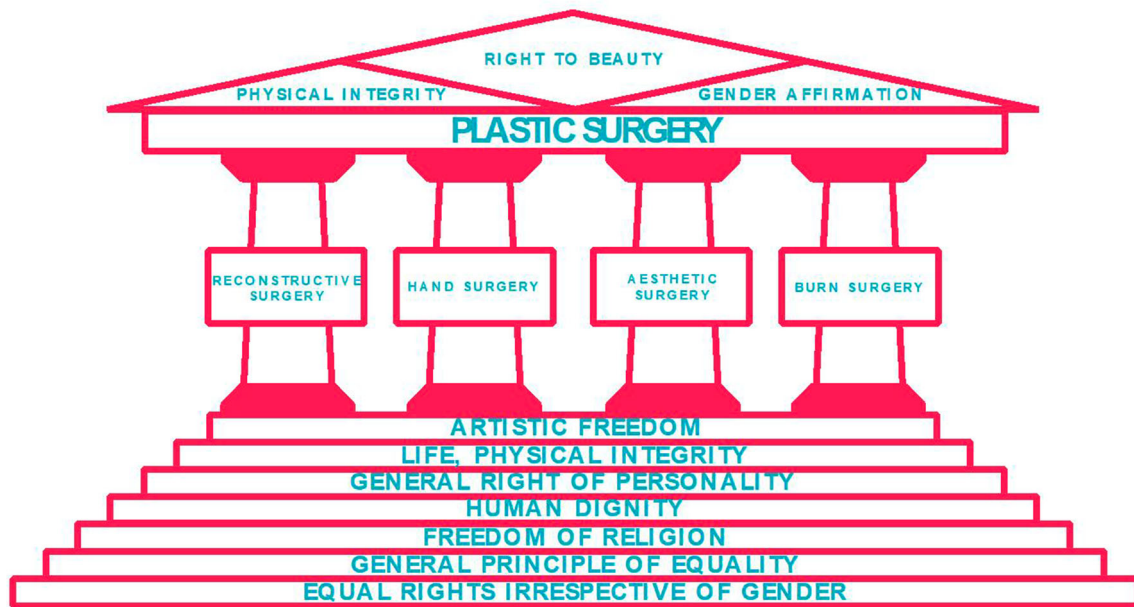 RIGHT TO BEAUTY
PHYSICAL INTEGRITY
GENDER AFFIRMATION
PLASTIC SURGERY
RECONSTRUCTIVE
SURGERY
HAND SURGERY
AESTHETIC
SURGERY
BURN SURGERY
ARTISTIC FREEDOM
LIFE, PHYSICAL INTEGRITY
GENERAL RIGHT OF PERSONALITY
HUMAN DIGNITY
FREEDOM OF RELIGION
GENERAL PRINCIPLE OF EQUALITY
EQUAL RIGHTS IRRESPECTIVE OF GENDER